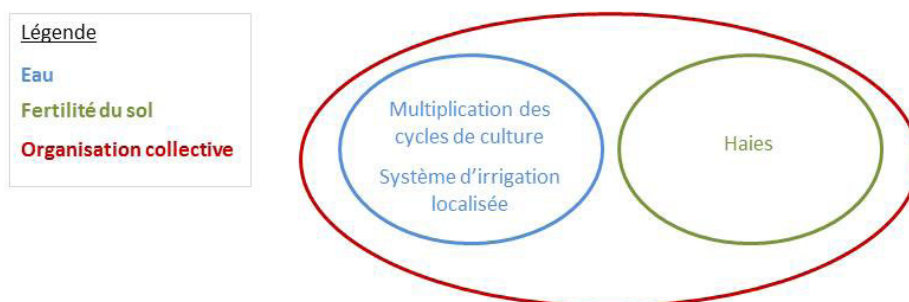 Légende
Eau
Fertilité du sol
Organisation collective
Multiplication des
cycles de culture
Système d’irrigation
localisée
Haies